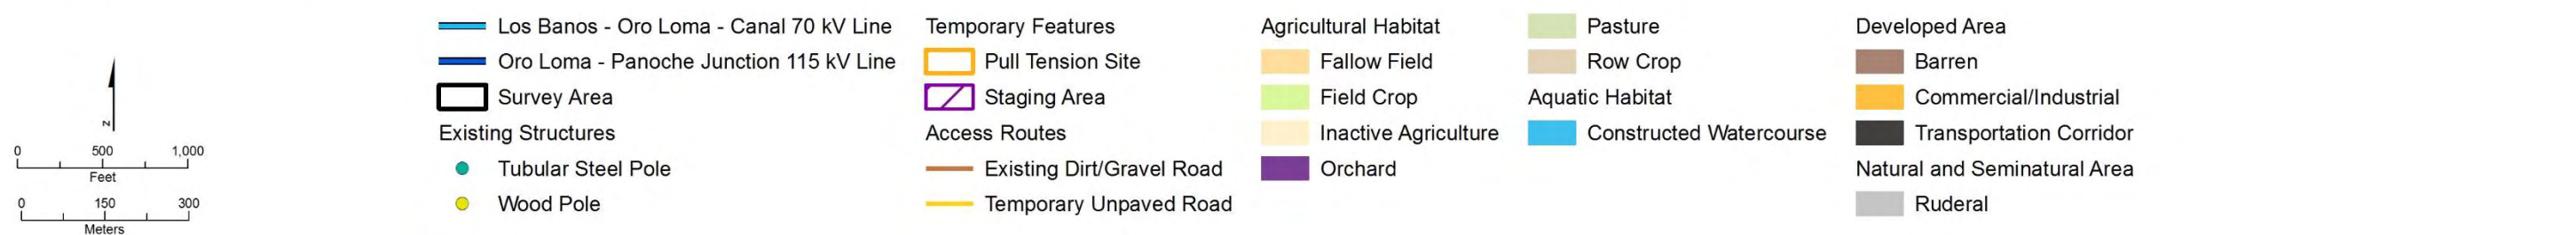 N
0 500 1,000
Feet
0 150 300
Meters
Los Banos - Oro Loma - Canal 70 kV Line
Oro Loma - Panoche Junction 115 kV Line
Survey Area
Existing Structures
Tubular Steel Pole
Wood Pole
Temporary Features
Pull Tension Site
Staging Area
Access Routes
Existing Dirt/Gravel Road
Temporary Unpaved Road
Agricultural Habitat
Fallow Field
Field Crop
Inactive Agriculture
Orchard
Pasture
Row Crop
Aquatic Habitat
Constructed Watercourse
Developed Area
Barren
Commercial/Industrial
Transportation Corridor
Natural and Seminatural Area
Ruderal